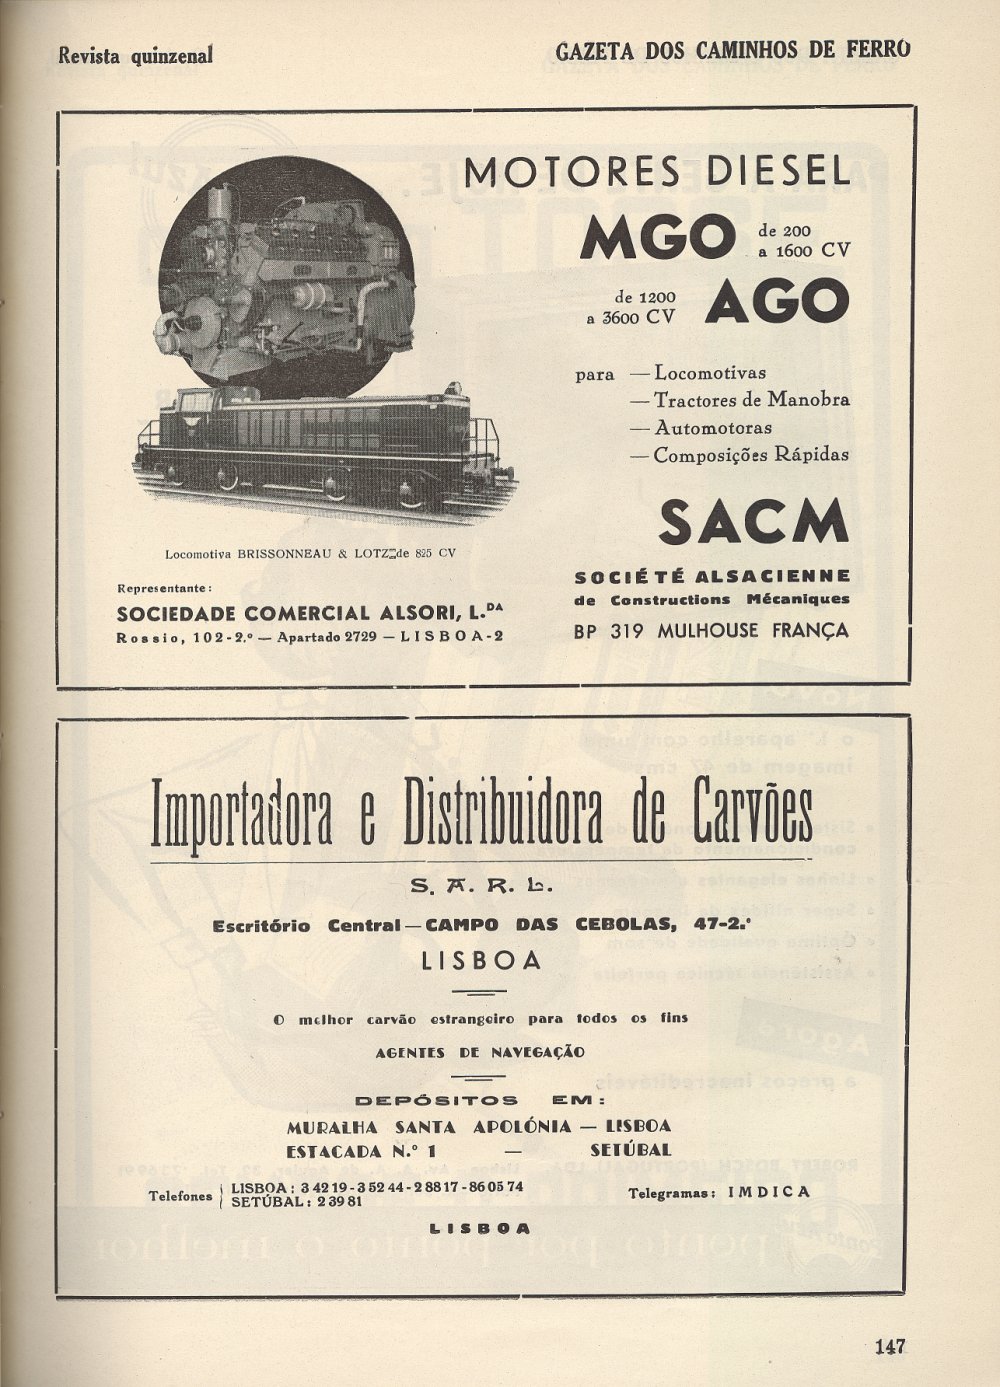 Revista quinzenal
GAZETA DOS CAMINHOS DE FERRO
MOTORES DIESEL
MGO de 200 a 1600 CV
de 1200 a 3600 CV AGO
para — Locomotivas
— Tractores de Manobra
— Automotoras
— Composições Rápidas
SACM
SOCIÉTÉ ALSACIENNE
de Constructions Mécaniques
BP 319 MULHOUSE FRANÇA
Locomotiva BRISSONNEAU & LOTZ de 825 CV
Representante:
SOCIEDADE COMERCIAL ALSORI, L.DA
Rossio, 102-2.º — Apartado 2729 — LISBOA-2
Importadora e Distribuidora de Carvões
S. A. R. L.
Escritório Central — CAMPO DAS CEBOLAS, 47-2.º
LISBOA
O melhor carvão estrangeiro para todos os fins
AGENTES DE NAVEGAÇÃO
DEPÓSITOS EM:
MURALHA SANTA APOLÓNIA — LISBOA
ESTACADA N.º 1 — SETÚBAL
Telefones LISBOA: 3 42 19 - 3 52 44 - 2 88 17 - 86 05 74
SETÚBAL: 2 39 81
Telegramas: IMDICA
LISBOA
147